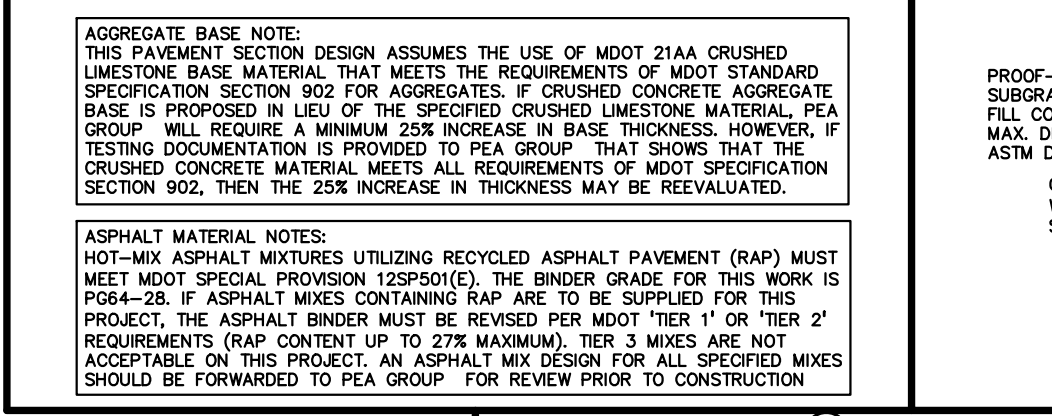 AGGREGATE BASE NOTE:
THIS PAVEMENT SECTION DESIGN ASSUMES THE USE OF MDOT 21AA CRUSHED
LIMESTONE BASE MATERIAL THAT MEETS THE REQUIREMENTS OF MDOT STANDARD
SPECIFICATION SECTION 902 FOR AGGREGATES. IF CRUSHED CONCRETE AGGREGATE
BASE IS PROPOSED IN LIEU OF THE SPECIFIED CRUSHED LIMESTONE MATERIAL, PEA
GROUP WILL REQUIRE A MINIMUM 25% INCREASE IN BASE THICKNESS. HOWEVER, IF
TESTING DOCUMENTATION IS PROVIDED TO PEA GROUP THAT SHOWS THAT THE
CRUSHED CONCRETE MATERIAL MEETS ALL REQUIREMENTS OF MDOT SPECIFICATION
SECTION 902, THEN THE 25% INCREASE IN THICKNESS MAY BE REEVALUATED.
ASPHALT MATERIAL NOTES:
HOT-MIX ASPHALT MIXTURES UTILIZING RECYCLED ASPHALT PAVEMENT (RAP) MUST
MEET MDOT SPECIAL PROVISION 12SP501(E). THE BINDER GRADE FOR THIS WORK IS
PG64-28. IF ASPHALT MIXES CONTAINING RAP ARE TO BE SUPPLIED FOR THIS
PROJECT, THE ASPHALT BINDER MUST BE REVISED PER MDOT 'TIER 1' OR 'TIER 2'
REQUIREMENTS (RAP CONTENT UP TO 27% MAXIMUM). TIER 3 MIXES ARE NOT
ACCEPTABLE ON THIS PROJECT. AN ASPHALT MIX DESIGN FOR ALL SPECIFIED MIXES
SHOULD BE FORWARDED TO PEA GROUP FOR REVIEW PRIOR TO CONSTRUCTION
PROOF-
SUBGRA
FILL CO
MAX. D
ASTM D